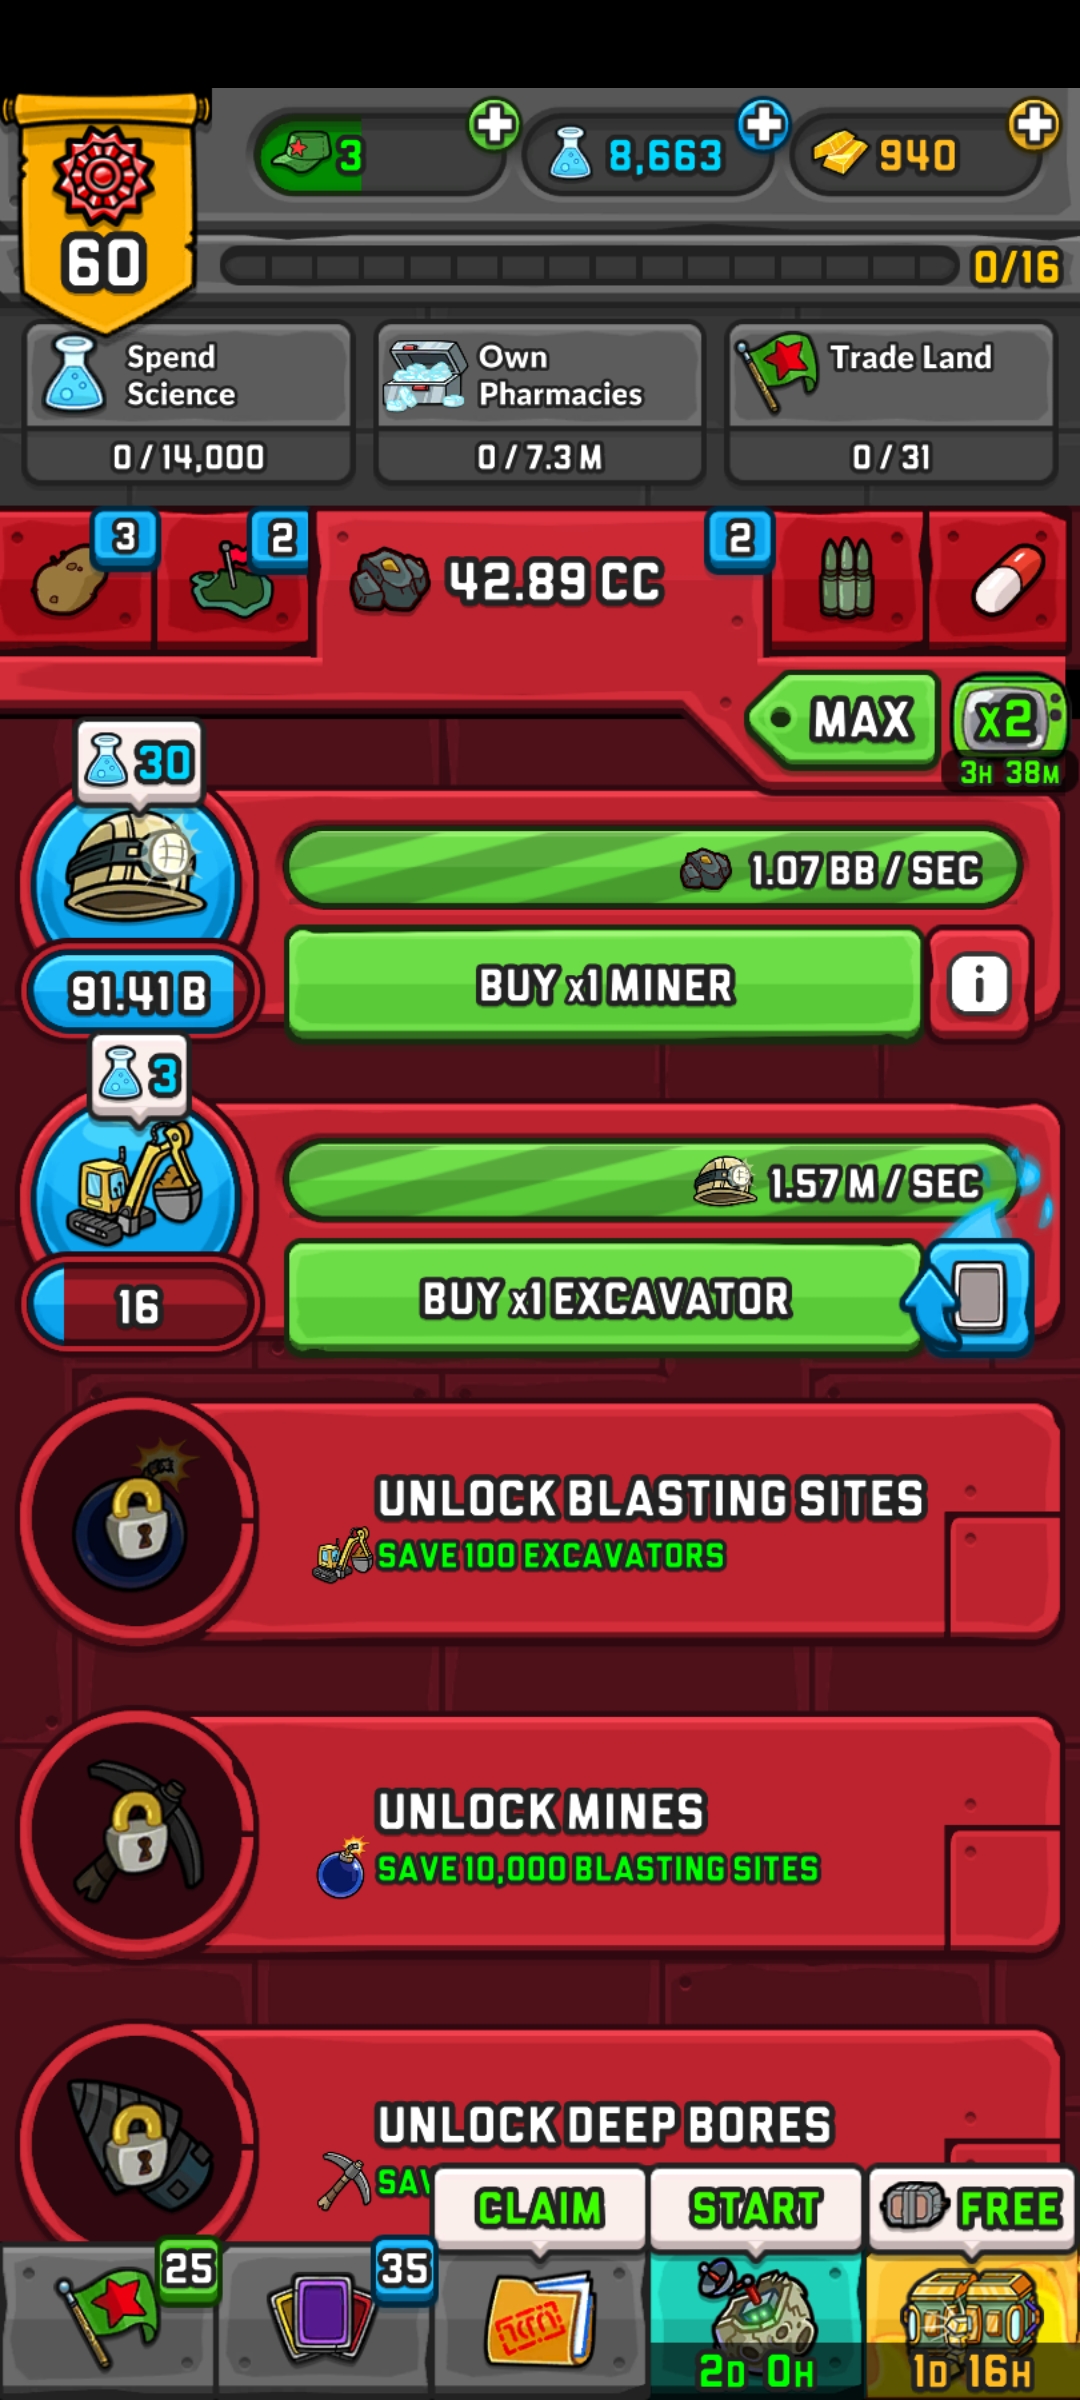 3
8,663
940
60
0/16
Spend
Science
0/14,000
Own
Pharmacies
0/7.3 M
Trade Land
0/31
3
2
42.89 CC
2
MAX
x2
3H 38M
30
1.07 BB / SEC
91.41 B
BUY x1 MINER
i
3
1.57 M / SEC
16
BUY x1 EXCAVATOR
UNLOCK BLASTING SITES
SAVE 100 EXCAVATORS
UNLOCK MINES
SAVE 10,000 BLASTING SITES
UNLOCK DEEP BORES
CLAIM
START
FREE
25
35
2D 0H
1D 16H